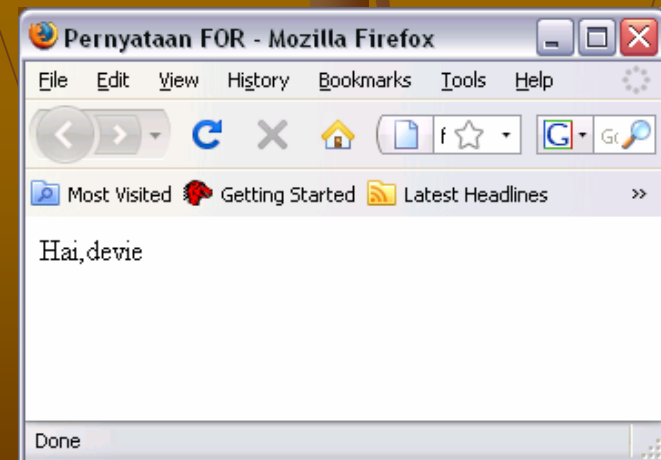 Pernyataan FOR - Mozilla Firefox
File Edit View History Bookmarks Tools Help
f G
Most Visited Getting Started Latest Headlines »
Hai,devie
Done